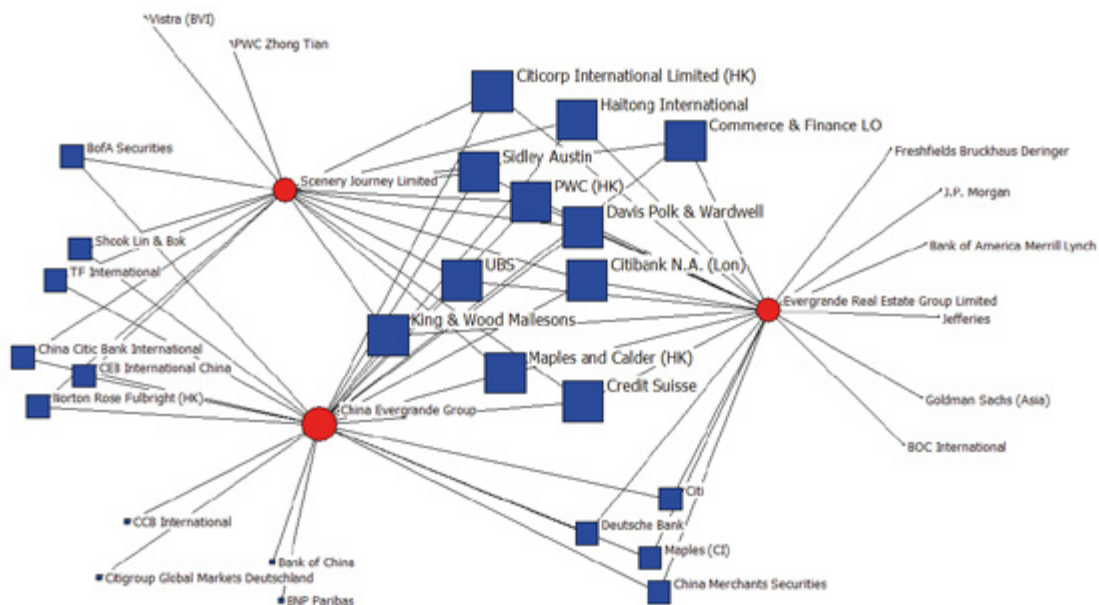 Vistra (BVI)
PWC Zhong Tian
Citicorp International Limited (HK)
Haitong International
Commerce & Finance LO
BofA Securities
Sidley Austin
Freshfields Bruckhaus Deringer
Scenery Journey Limited
PWC (HK)
J.P. Morgan
Davis Polk & Wardwell
Shook Lin & Bok
Bank of America Merrill Lynch
TF International
UBS
Citibank N.A. (Lon)
Evergrande Real Estate Group Limited
Jefferies
King & Wood Mallesons
China Citic Bank International
Maples and Calder (HK)
CEB International China
Credit Suisse
Norton Rose Fulbright (HK)
China Evergrande Group
Goldman Sachs (Asia)
BOC International
Citi
CCB International
Deutsche Bank
Maples (CI)
Bank of China
Citigroup Global Markets Deutschland
China Merchants Securities
BNP Paribas